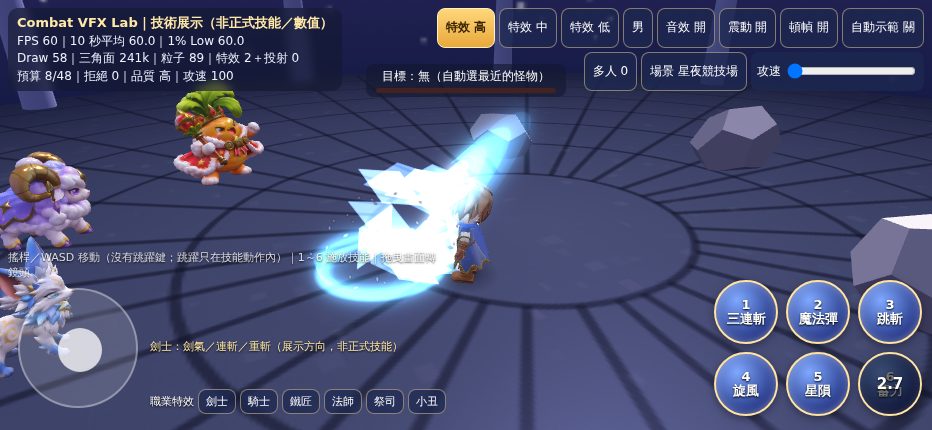 Combat VFX Lab｜技術展示（非正式技能／數值）
FPS 60｜10 秒平均 60.0｜1% Low 60.0
Draw 58｜三角面 241k｜粒子 89｜特效 2＋投射 0
預算 8/48｜拒絕 0｜品質 高｜攻速 100
特效 高
特效 中
特效 低
男
音效 開
震動 開
頓幀 開
自動示範 關
目標：無（自動選最近的怪物）
多人 0
場景 星夜競技場
攻速
搖桿／WASD 移動（沒有跳躍鍵；跳躍只在技能動作內）｜1～6 施放技能｜拖曳畫面轉
鏡頭
劍士：劍氣／連斬／重斬（展示方向，非正式技能）
職業特效
劍士
騎士
鐵匠
法師
祭司
小丑
1
三連斬
2
魔法彈
3
跳斬
4
旋風
5
星隕
2.7